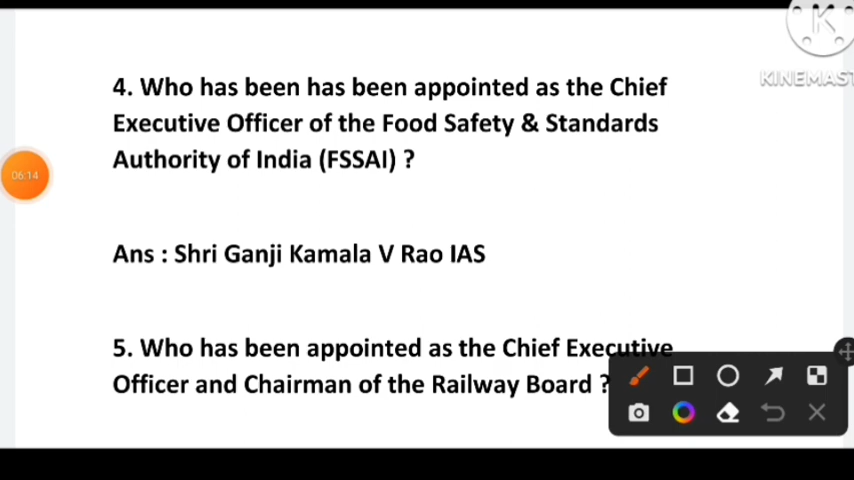 KINEMAST
4. Who has been has been appointed as the Chief
Executive Officer of the Food Safety & Standards
Authority of India (FSSAI) ?
06:14
Ans : Shri Ganji Kamala V Rao IAS
5. Who has been appointed as the Chief Executive
Officer and Chairman of the Railway Board ?